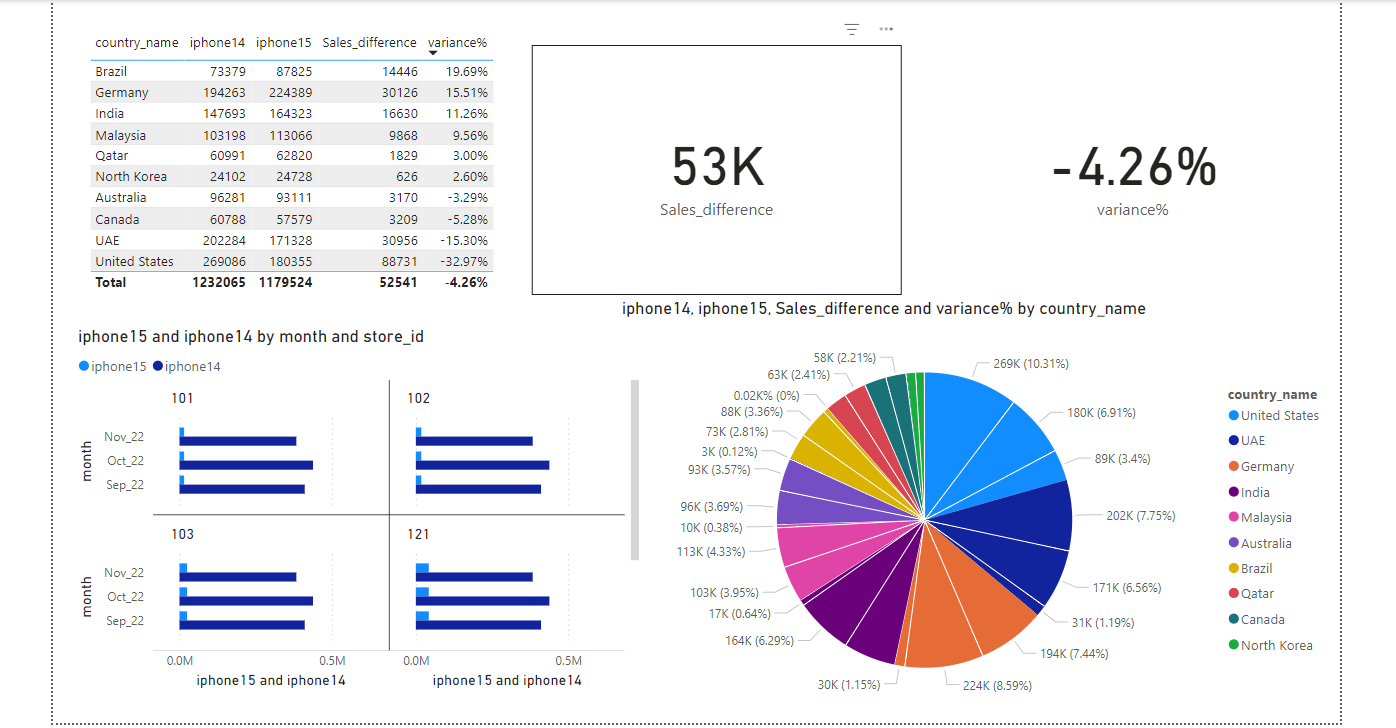 country_name iphone14 iphone15 Sales_difference variance%
Brazil 73379 87825 14446 19.69%
Germany 194263 224389 30126 15.51%
India 147693 164323 16630 11.26%
Malaysia 103198 113066 9868 9.56%
Qatar 60991 62820 1829 3.00%
North Korea 24102 24728 626 2.60%
Australia 96281 93111 3170 -3.29%
Canada 60788 57579 3209 -5.28%
UAE 202284 171328 30956 -15.30%
United States 269086 180355 88731 -32.97%
Total 1232065 1179524 52541 -4.26%
53K
Sales_difference
-4.26%
variance%
iphone15 and iphone14 by month and store_id
iphone15 iphone14
101
102
month
Nov_22
Oct_22
Sep_22
103
121
month
Nov_22
Oct_22
Sep_22
0.0M 0.5M 0.0M 0.5M
iphone15 and iphone14 iphone15 and iphone14
iphone14, iphone15, Sales_difference and variance% by country_name
269K (10.31%)
180K (6.91%)
89K (3.4%)
202K (7.75%)
171K (6.56%)
31K (1.19%)
194K (7.44%)
224K (8.59%)
30K (1.15%)
164K (6.29%)
17K (0.64%)
103K (3.95%)
113K (4.33%)
10K (0.38%)
96K (3.69%)
93K (3.57%)
3K (0.12%)
73K (2.81%)
88K (3.36%)
0.02K% (0%)
63K (2.41%)
58K (2.21%)
country_name
United States
UAE
Germany
India
Malaysia
Australia
Brazil
Qatar
Canada
North Korea